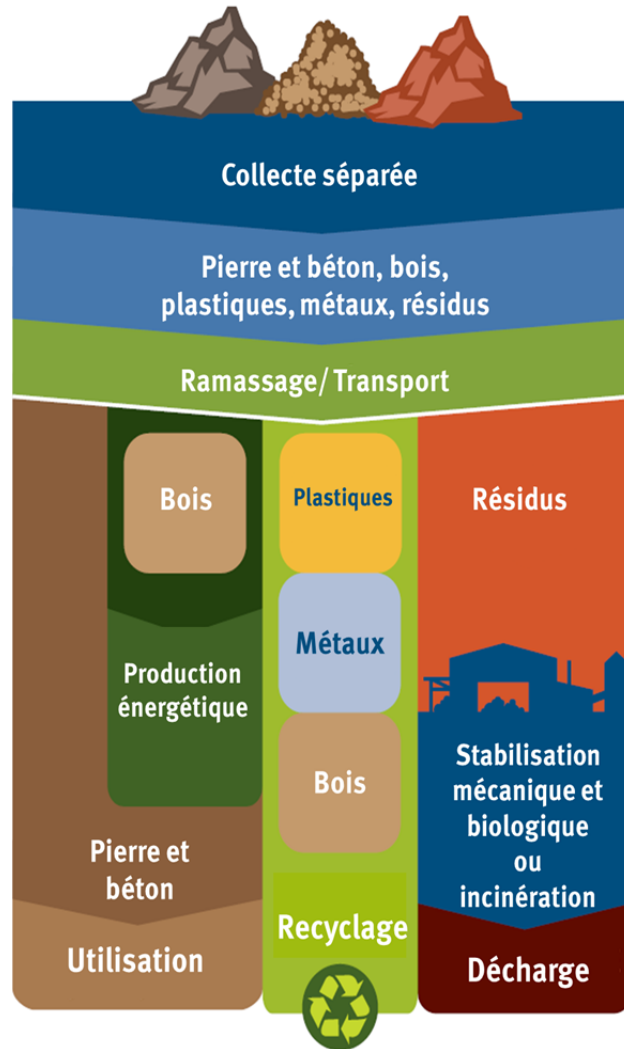 Collecte séparée
Pierre et béton, bois,
plastiques, métaux, résidus
Ramassage/ Transport
Bois
Production
énergétique
Pierre et
béton
Utilisation
Plastiques
Métaux
Bois
Recyclage
Résidus
Stabilisation
mécanique et
biologique
ou
incinération
Décharge